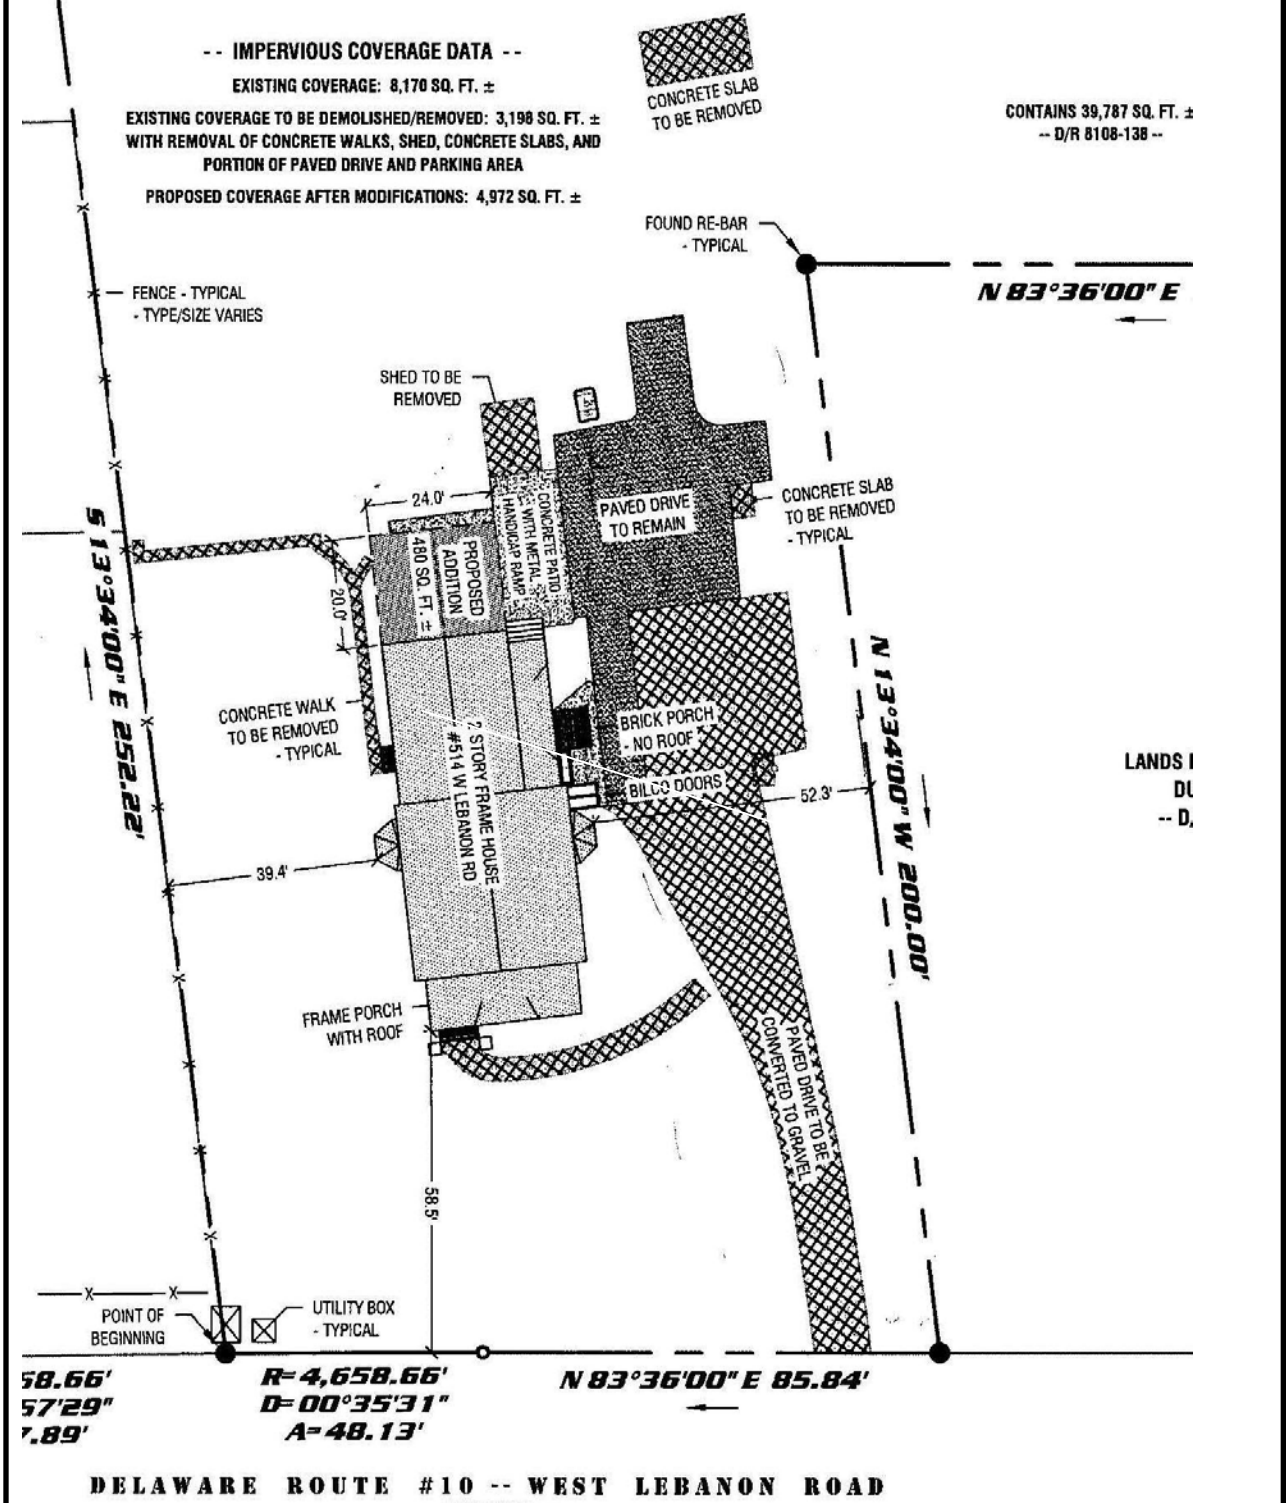 -- IMPERVIOUS COVERAGE DATA --
EXISTING COVERAGE: 8,170 SQ. FT. ±
EXISTING COVERAGE TO BE DEMOLISHED/REMOVED: 3,198 SQ. FT. ±
WITH REMOVAL OF CONCRETE WALKS, SHED, CONCRETE SLABS, AND
PORTION OF PAVED DRIVE AND PARKING AREA
PROPOSED COVERAGE AFTER MODIFICATIONS: 4,972 SQ. FT. ±
CONCRETE SLAB
TO BE REMOVED
CONTAINS 39,787 SQ. FT. ±
-- D/R 8108-138 --
FOUND RE-BAR
- TYPICAL
N 83°36'00" E
FENCE - TYPICAL
- TYPE/SIZE VARIES
SHED TO BE
REMOVED
24.0'
CONCRETE PATIO
WITH METAL
HANDICAP RAMP
PAVED DRIVE
TO REMAIN
CONCRETE SLAB
TO BE REMOVED
- TYPICAL
PROPOSED
ADDITION
480 SQ. FT. ±
20.0'
S 13°34'00" E 252.22'
N 13°34'00" W 200.00'
CONCRETE WALK
TO BE REMOVED
- TYPICAL
2 STORY FRAME HOUSE
#514 W LEBANON RD
BRICK PORCH
- NO ROOF
BILCO DOORS
52.3'
LANDS
-- D
39.4'
FRAME PORCH
WITH ROOF
PAVED DRIVE TO BE
CONVERTED TO GRAVEL
58.5'
POINT OF
BEGINNING
UTILITY BOX
- TYPICAL
58.66'
57'29"
7.89'
R=4,658.66'
D=00°35'31"
A=48.13'
N 83°36'00" E 85.84'
DELAWARE ROUTE #10 -- WEST LEBANON ROAD